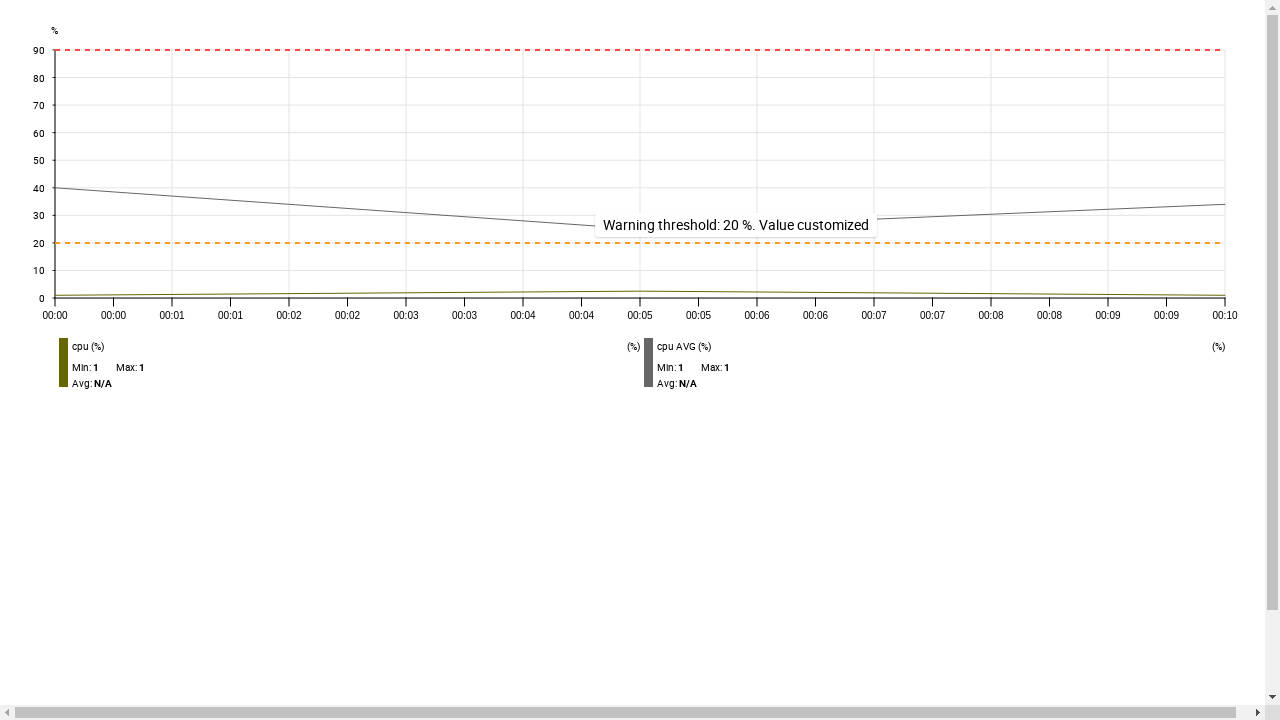 %
90
80
70
60
50
40
30
Warning threshold: 20 %. Value customized
20
10
0
00:00 00:00 00:01 00:01 00:02 00:02 00:03 00:03 00:04 00:04 00:05 00:05 00:06 00:06 00:07 00:07 00:08 00:08 00:09 00:09 00:10
cpu (%) (%) cpu AVG (%) (%)
Min: 1 Max: 1 Min: 1 Max: 1
Avg: N/A Avg: N/A